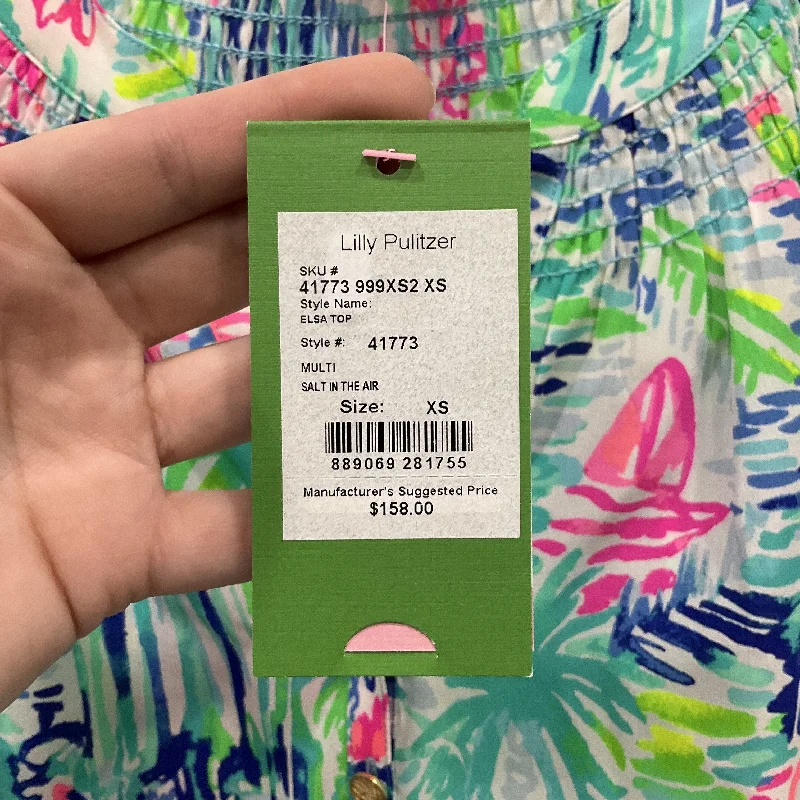 Lilly Pulitzer
SKU #
41773 999XS2 XS
Style Name:
ELSA TOP
Style #: 41773
MULTI
SALT IN THE AIR
Size: XS
889069 281755
Manufacturer's Suggested Price
$158.00